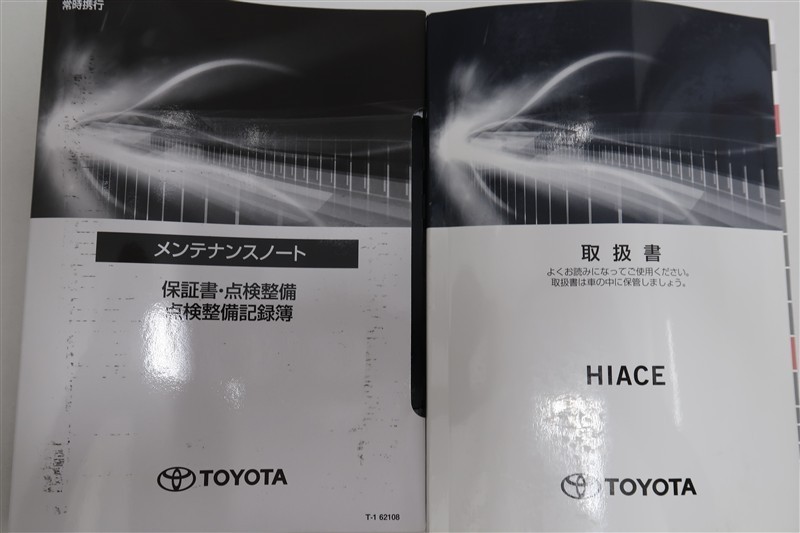 常時携行
メンテナンスノート
保証書・点検整備
点検整備記録簿
TOYOTA
T-1 62108
取扱書
よくお読みになってご使用ください。
取扱書は車の中に保管しましょう。
HIACE
TOYOTA